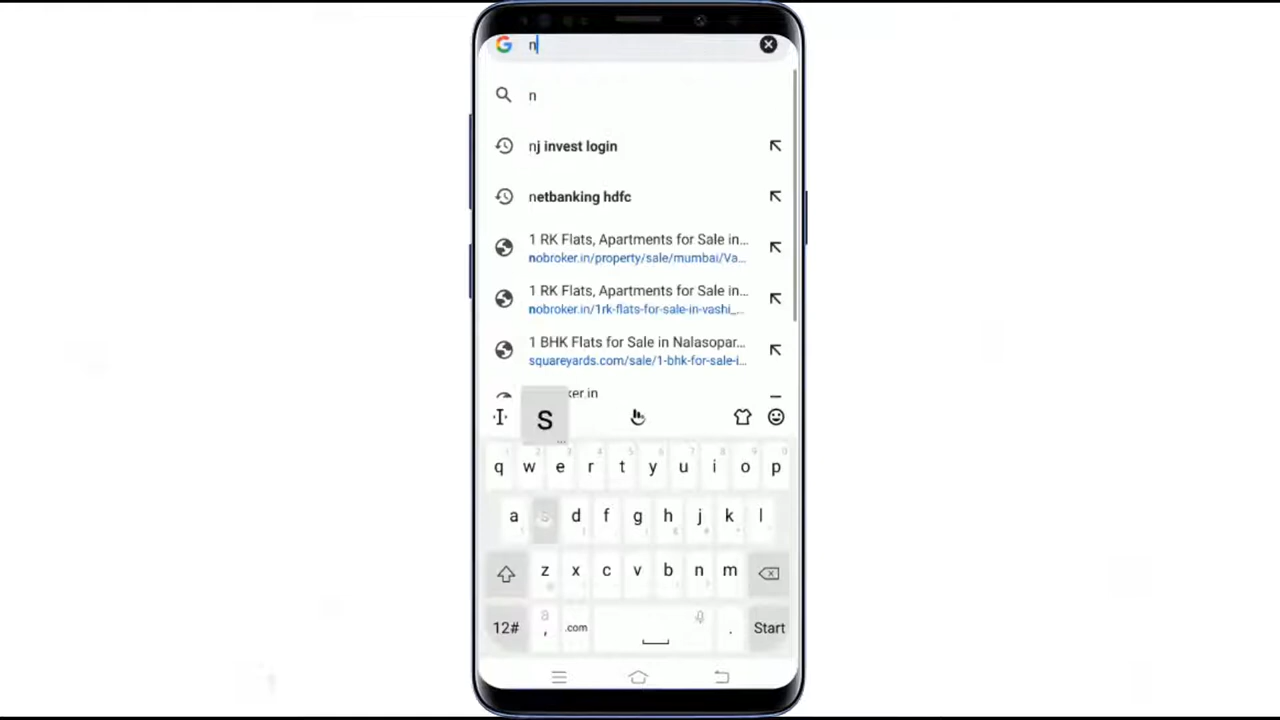 n
n
nj invest login
netbanking hdfc
1 RK Flats, Apartments for Sale in...
nobroker.in/property/sale/mumbai/Va...
1 RK Flats, Apartments for Sale in...
nobroker.in/1rk-flats-for-sale-in-vashi_...
1 BHK Flats for Sale in Nalasopar...
squareyards.com/sale/1-bhk-for-sale-i...
ker.in
s
q w e r t y u i o p
a s d f g h j k l
z x c v b n m
12# , .com . Start